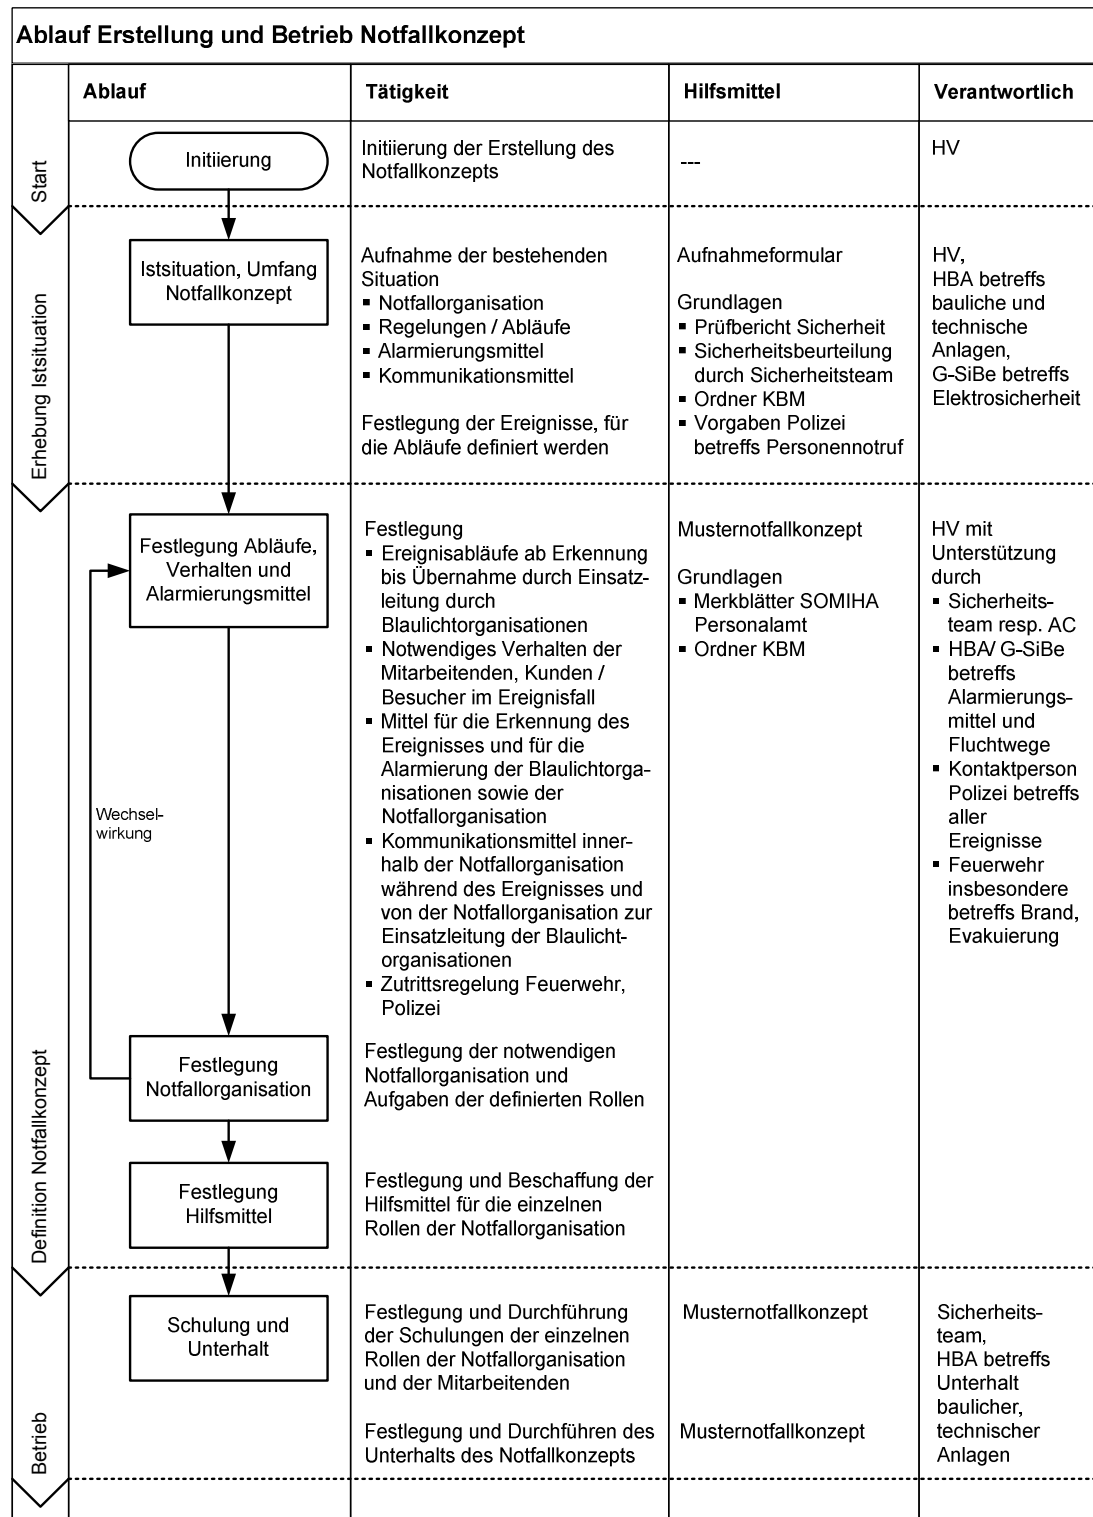 Ablauf Erstellung und Betrieb Notfallkonzept
Ablauf
Tätigkeit
Hilfsmittel
Verantwortlich
Start
Initiierung
Initiierung der Erstellung des
Notfallkonzepts
---
HV
Erhebung Istsituation
Istsituation, Umfang
Notfallkonzept
Aufnahme der bestehenden
Situation
▪ Notfallorganisation
▪ Regelungen / Abläufe
▪ Alarmierungsmittel
▪ Kommunikationsmittel
Festlegung der Ereignisse, für
die Abläufe definiert werden
Aufnahmeformular
Grundlagen
▪ Prüfbericht Sicherheit
▪ Sicherheitsbeurteilung
durch Sicherheitsteam
▪ Ordner KBM
▪ Vorgaben Polizei
betreffs Personennotruf
HV,
HBA betreffs
bauliche und
technische
Anlagen,
G-SiBe betreffs
Elektrosicherheit
Definition Notfallkonzept
Festlegung Abläufe,
Verhalten und
Alarmierungsmittel
Wechsel-
wirkung
Festlegung
▪ Ereignisabläufe ab Erkennung
bis Übernahme durch Einsatz-
leitung durch
Blaulichtorganisationen
▪ Notwendiges Verhalten der
Mitarbeitenden, Kunden /
Besucher im Ereignisfall
▪ Mittel für die Erkennung des
Ereignisses und für die
Alarmierung der Blaulichtorga-
nisationen sowie der
Notfallorganisation
▪ Kommunikationsmittel inner-
halb der Notfallorganisation
während des Ereignisses und
von der Notfallorganisation zur
Einsatzleitung der Blaulicht-
organisationen
▪ Zutrittsregelung Feuerwehr,
Polizei
Musternotfallkonzept
Grundlagen
▪ Merkblätter SOMIHA
Personalamt
▪ Ordner KBM
HV mit
Unterstützung
durch
▪ Sicherheits-
team resp. AC
▪ HBA/ G-SiBe
betreffs
Alarmierungs-
mittel und
Fluchtwege
▪ Kontaktperson
Polizei betreffs
aller
Ereignisse
▪ Feuerwehr
insbesondere
betreffs Brand,
Evakuierung
Festlegung
Notfallorganisation
Festlegung der notwendigen
Notfallorganisation und
Aufgaben der definierten Rollen
Festlegung
Hilfsmittel
Festlegung und Beschaffung der
Hilfsmittel für die einzelnen
Rollen der Notfallorganisation
Betrieb
Schulung und
Unterhalt
Festlegung und Durchführung
der Schulungen der einzelnen
Rollen der Notfallorganisation
und der Mitarbeitenden
Musternotfallkonzept
Festlegung und Durchführen des
Unterhalts des Notfallkonzepts
Musternotfallkonzept
Sicherheits-
team,
HBA betreffs
Unterhalt
baulicher,
technischer
Anlagen